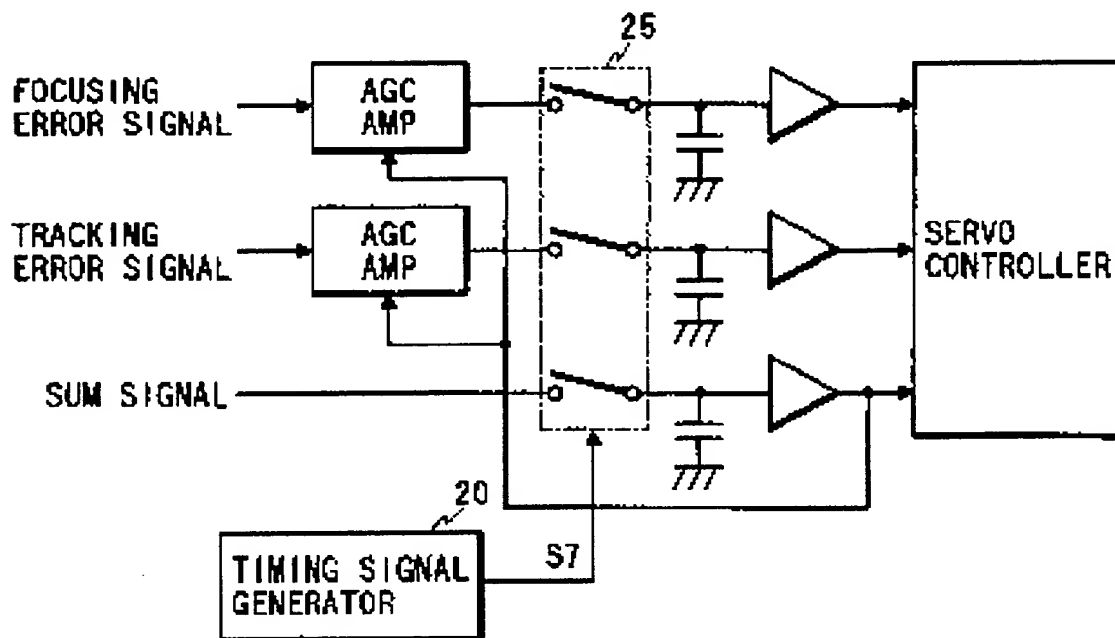 25
FOCUSING
ERROR SIGNAL
AGC
AMP
TRACKING
ERROR SIGNAL
AGC
AMP
SERVO
CONTROLLER
SUM SIGNAL
20
S7
TIMING SIGNAL
GENERATOR